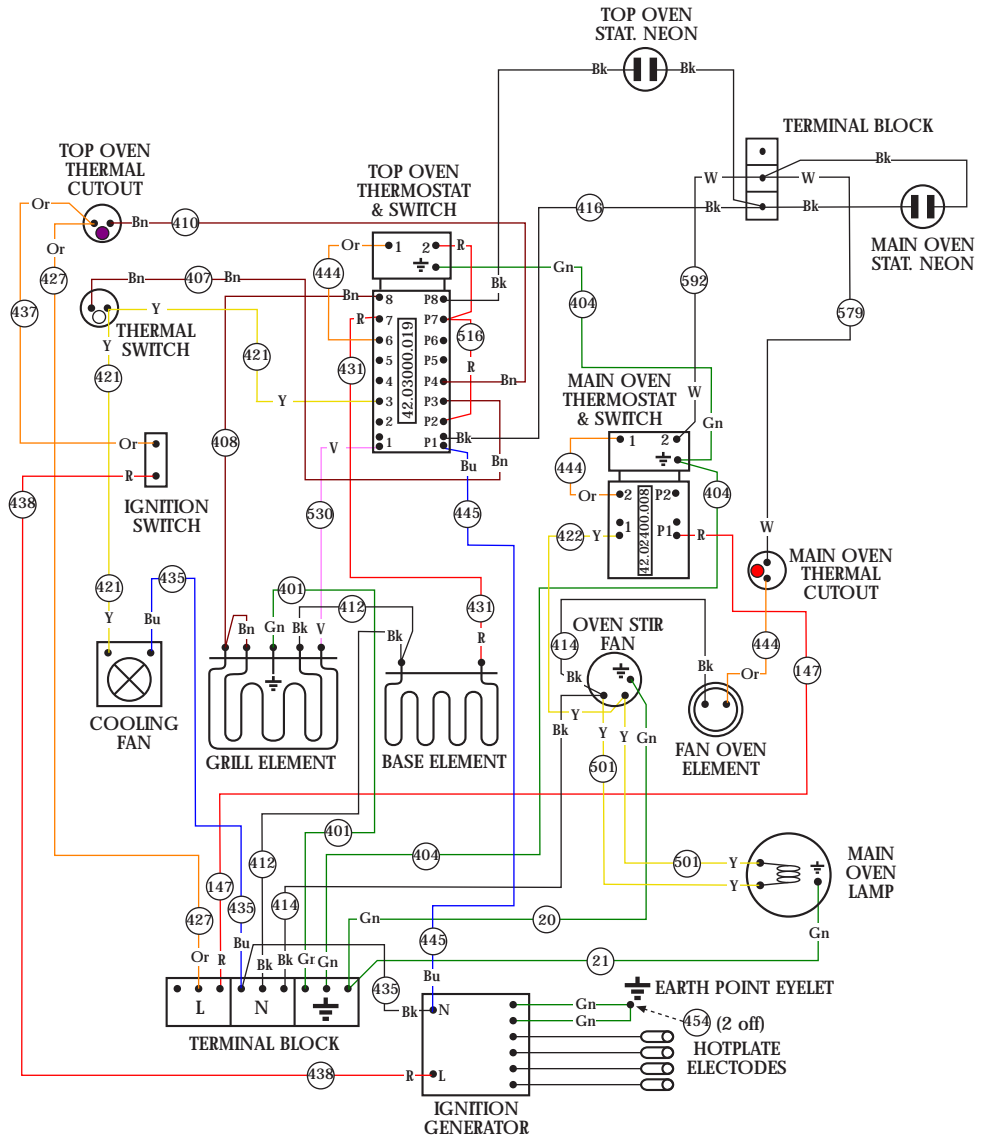 TOP OVEN
STAT. NEON
Bk
Bk
TERMINAL BLOCK
Bk
W
W
Bk
Bk
MAIN OVEN
STAT. NEON
TOP OVEN
THERMAL
CUTOUT
Or
Bn
410
Or
427
437
TOP OVEN
THERMOSTAT
& SWITCH
416
Or
1
2
R
444
Gn
404
Bk
592
579
Bn
407
Bn
Y
THERMAL
SWITCH
Y
421
421
Y
Bn
8
P8
R
7
P7
6
P6
516
5
P5
R
4
P4
Bn
3
P3
2
P2
1
P1
Bk
42.03000.019
431
408
V
Bu
Bn
530
445
Or
R
438
IGNITION
SWITCH
MAIN OVEN
THERMOSTAT
& SWITCH
W
Gn
1
2
444
404
Or
2
P2
422
Y
1
P1
R
42.02400.008
W
MAIN OVEN
THERMAL
CUTOUT
421
435
Y
Bu
COOLING
FAN
401
412
431
Bn
Gn
Bk
V
Bk
R
GRILL ELEMENT
BASE ELEMENT
OVEN STIR
FAN
414
Bk
Bk
Y
Y
Y
Gn
501
Bk
444
Or
147
FAN OVEN
ELEMENT
401
404
412
147
435
414
427
501
Y
Y
MAIN
OVEN
LAMP
Gn
Gn
20
21
445
Bu
Or
R
Bu
Bk
Bk
Gr
Gn
435
Bk
L
N
TERMINAL BLOCK
438
R
N
L
IGNITION
GENERATOR
Gn
Gn
EARTH POINT EYELET
454
(2 off)
HOTPLATE
ELECTODES